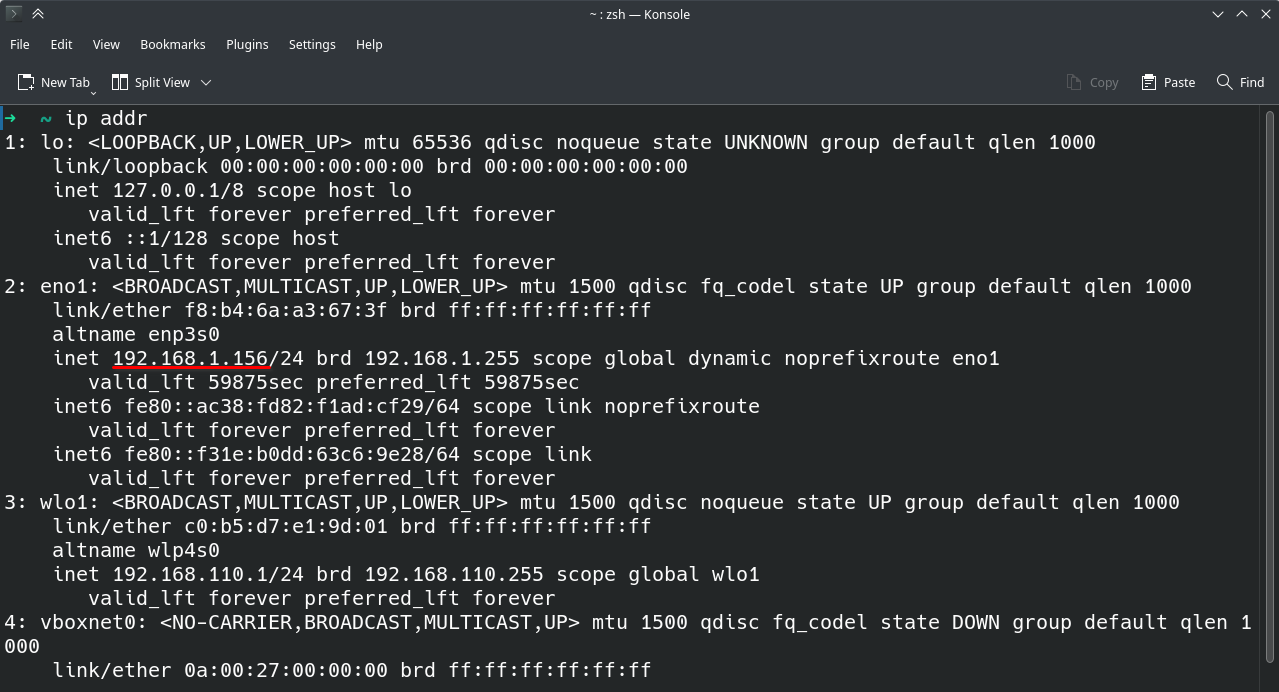 ~ : zsh — Konsole
File Edit View Bookmarks Plugins Settings Help
New Tab Split View Copy Paste Find
➜ ~ ip addr
1: lo: <LOOPBACK,UP,LOWER_UP> mtu 65536 qdisc noqueue state UNKNOWN group default qlen 1000
    link/loopback 00:00:00:00:00:00 brd 00:00:00:00:00:00
    inet 127.0.0.1/8 scope host lo
       valid_lft forever preferred_lft forever
    inet6 ::1/128 scope host
       valid_lft forever preferred_lft forever
2: eno1: <BROADCAST,MULTICAST,UP,LOWER_UP> mtu 1500 qdisc fq_codel state UP group default qlen 1000
    link/ether f8:b4:6a:a3:67:3f brd ff:ff:ff:ff:ff:ff
    altname enp3s0
    inet 192.168.1.156/24 brd 192.168.1.255 scope global dynamic noprefixroute eno1
       valid_lft 59875sec preferred_lft 59875sec
    inet6 fe80::ac38:fd82:f1ad:cf29/64 scope link noprefixroute
       valid_lft forever preferred_lft forever
    inet6 fe80::f31e:b0dd:63c6:9e28/64 scope link
       valid_lft forever preferred_lft forever
3: wlo1: <BROADCAST,MULTICAST,UP,LOWER_UP> mtu 1500 qdisc noqueue state UP group default qlen 1000
    link/ether c0:b5:d7:e1:9d:01 brd ff:ff:ff:ff:ff:ff
    altname wlp4s0
    inet 192.168.110.1/24 brd 192.168.110.255 scope global wlo1
       valid_lft forever preferred_lft forever
4: vboxnet0: <NO-CARRIER,BROADCAST,MULTICAST,UP> mtu 1500 qdisc fq_codel state DOWN group default qlen 1
000
    link/ether 0a:00:27:00:00:00 brd ff:ff:ff:ff:ff:ff